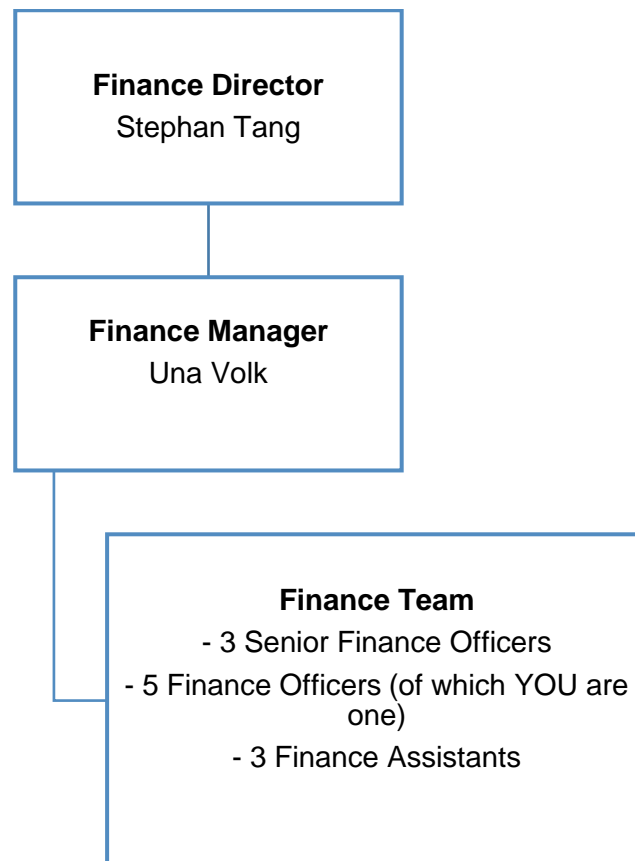 Finance Director
Stephan Tang
Finance Manager
Una Volk
Finance Team
- 3 Senior Finance Officers
- 5 Finance Officers (of which YOU are
one)
- 3 Finance Assistants